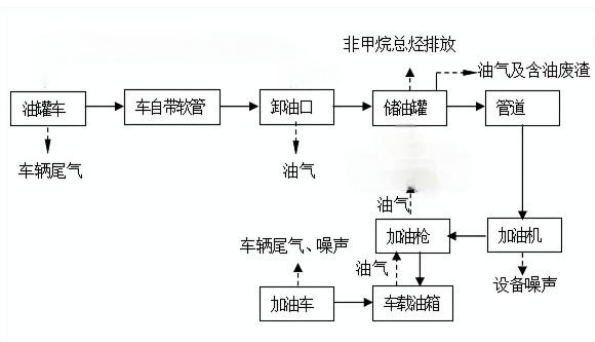 非甲烷总烃排放
油气及含油废渣
油罐车
车自带软管
卸油口
储油罐
管道
车辆尾气
油气
油气
加油枪
加油机
车辆尾气、噪声
油气
设备噪声
加油车
车载油箱